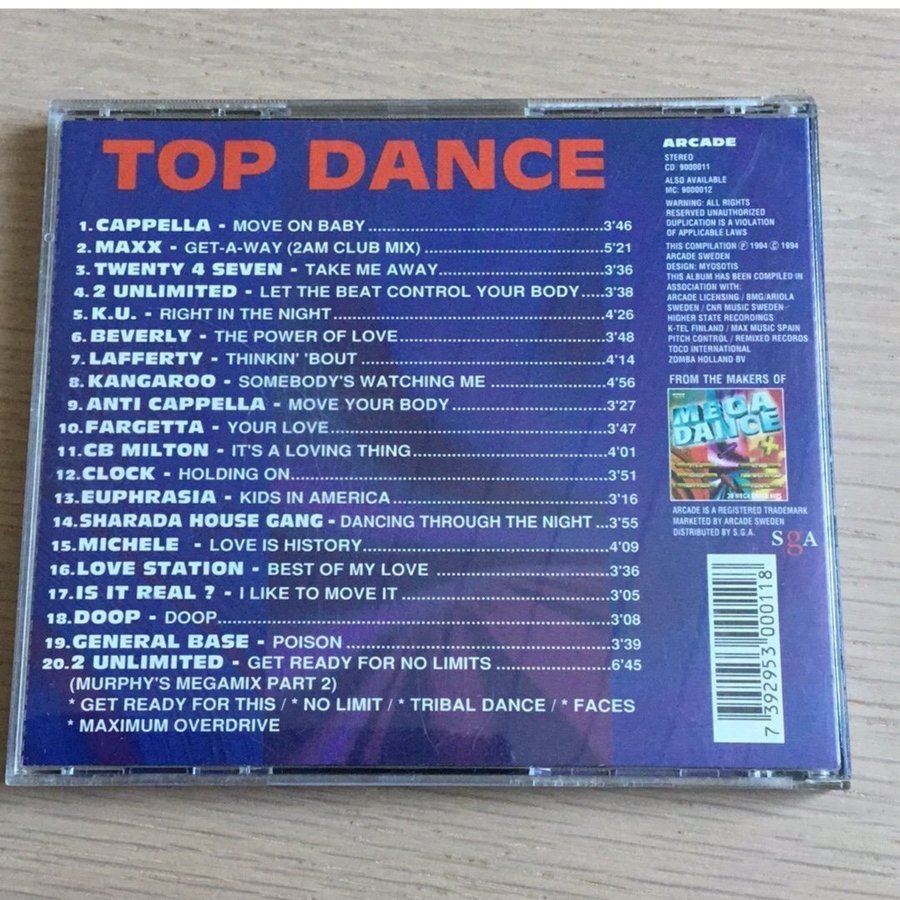 TOP DANCE
1. CAPPELLA - MOVE ON BABY 3'46
2. MAXX - GET-A-WAY (2AM CLUB MIX) 5'21
3. TWENTY 4 SEVEN - TAKE ME AWAY 3'36
4. 2 UNLIMITED - LET THE BEAT CONTROL YOUR BODY 3'38
5. K.U. - RIGHT IN THE NIGHT 4'26
6. BEVERLY - THE POWER OF LOVE 3'48
7. LAFFERTY - THINKIN' 'BOUT 4'14
8. KANGAROO - SOMEBODY'S WATCHING ME 4'56
9. ANTI CAPPELLA - MOVE YOUR BODY 3'27
10. FARGETTA - YOUR LOVE 3'47
11. CB MILTON - IT'S A LOVING THING 4'01
12. CLOCK - HOLDING ON 3'51
13. EUPHRASIA - KIDS IN AMERICA 3'16
14. SHARADA HOUSE GANG - DANCING THROUGH THE NIGHT 3'55
15. MICHELE - LOVE IS HISTORY 4'09
16. LOVE STATION - BEST OF MY LOVE 3'36
17. IS IT REAL ? - I LIKE TO MOVE IT 3'05
18. DOOP - DOOP 3'08
19. GENERAL BASE - POISON 3'39
20. 2 UNLIMITED - GET READY FOR NO LIMITS 6'45
(MURPHY'S MEGAMIX PART 2)
* GET READY FOR THIS / * NO LIMIT / * TRIBAL DANCE / * FACES
* MAXIMUM OVERDRIVE
ARCADE
STEREO
CD: 9000011
ALSO AVAILABLE
MC: 9000012
WARNING: ALL RIGHTS
RESERVED UNAUTHORIZED
DUPLICATION IS A VIOLATION
OF APPLICABLE LAWS
THIS COMPILATION ℗ 1994 © 1994
ARCADE SWEDEN
DESIGN: MYOSOTIS
THIS ALBUM HAS BEEN COMPILED IN
ASSOCIATION WITH:
ARCADE LICENSING / BMG/ARIOLA
SWEDEN / CNR MUSIC SWEDEN
HIGHER STATE RECORDINGS
K-TEL FINLAND / MAX MUSIC SPAIN
PITCH CONTROL / REMIXED RECORDS
TOCO INTERNATIONAL
ZOMBA HOLLAND BV
FROM THE MAKERS OF
MEGA
DANCE
ARCADE IS A REGISTERED TRADEMARK
MARKETED BY ARCADE SWEDEN
DISTRIBUTED BY S.G.A.
SgA
7 392953 000118